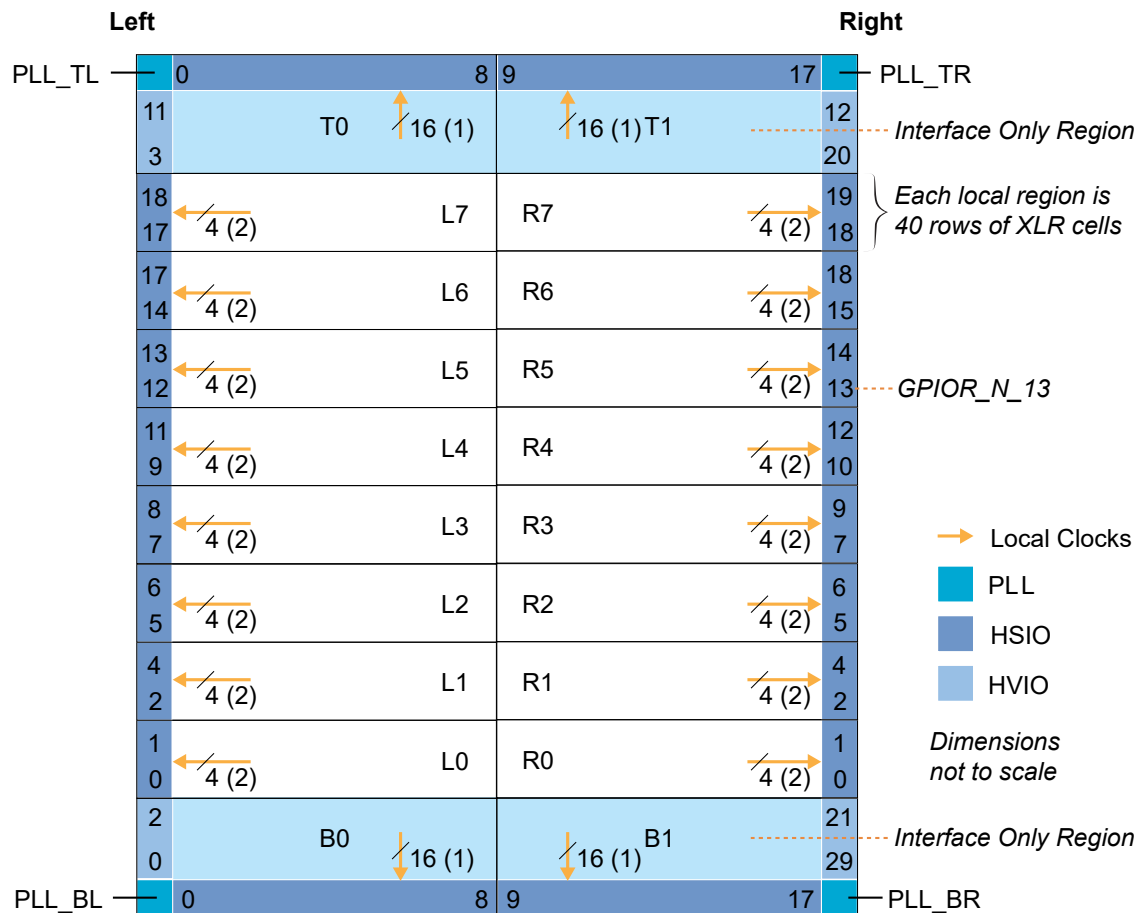 Left Right
PLL_TL 0 8 9 17 PLL_TR
11 T0 16 (1) 16 (1) T1 12 Interface Only Region
3 20
18 4 (2) L7 R7 4 (2) 19 Each local region is
17 18 40 rows of XLR cells
17 4 (2) L6 R6 4 (2) 18
14 15
13 4 (2) L5 R5 4 (2) 14
12 13 GPIOR_N_13
11 4 (2) L4 R4 4 (2) 12
9 10
8 4 (2) L3 R3 4 (2) 9
7 7
Local Clocks
6 4 (2) L2 R2 4 (2) 6 PLL
5 5 HSIO
4 4 (2) L1 R1 4 (2) 4 HVIO
2 2
1 4 (2) L0 R0 4 (2) 1 Dimensions
0 0 not to scale
2 B0 16 (1) 16 (1) B1 21 Interface Only Region
0 29
PLL_BL 0 8 9 17 PLL_BR